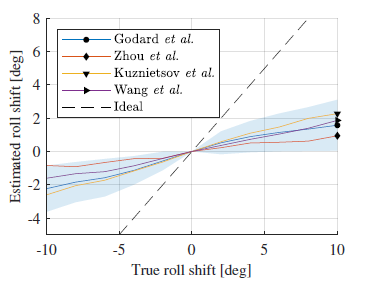 8
6
4
2
0
-2
-4
Estimated roll shift [deg]
Godard et al.
Zhou et al.
Kuznietsov et al.
Wang et al.
Ideal
-10
-5
0
5
10
True roll shift [deg]